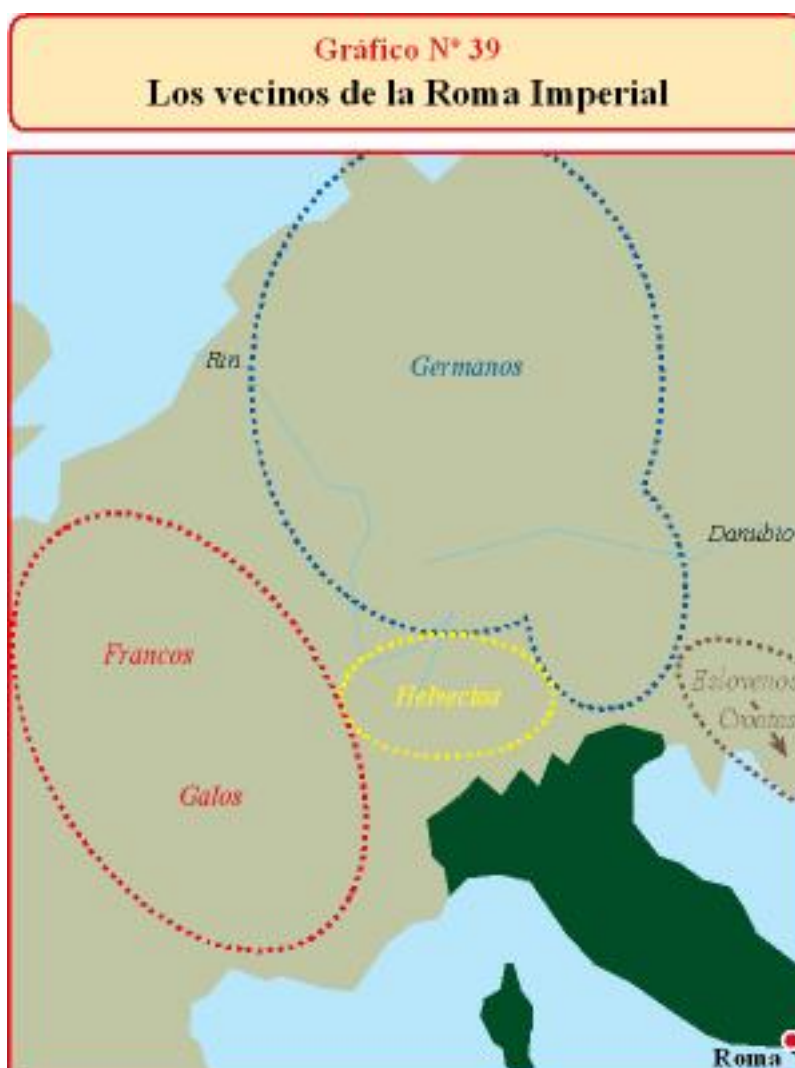 Gráfico Nº 39
Los vecinos de la Roma Imperial
Rin
Germanos
Danubio
Francos
Helvecios
Eslovenos
Croatas
Galos
Roma